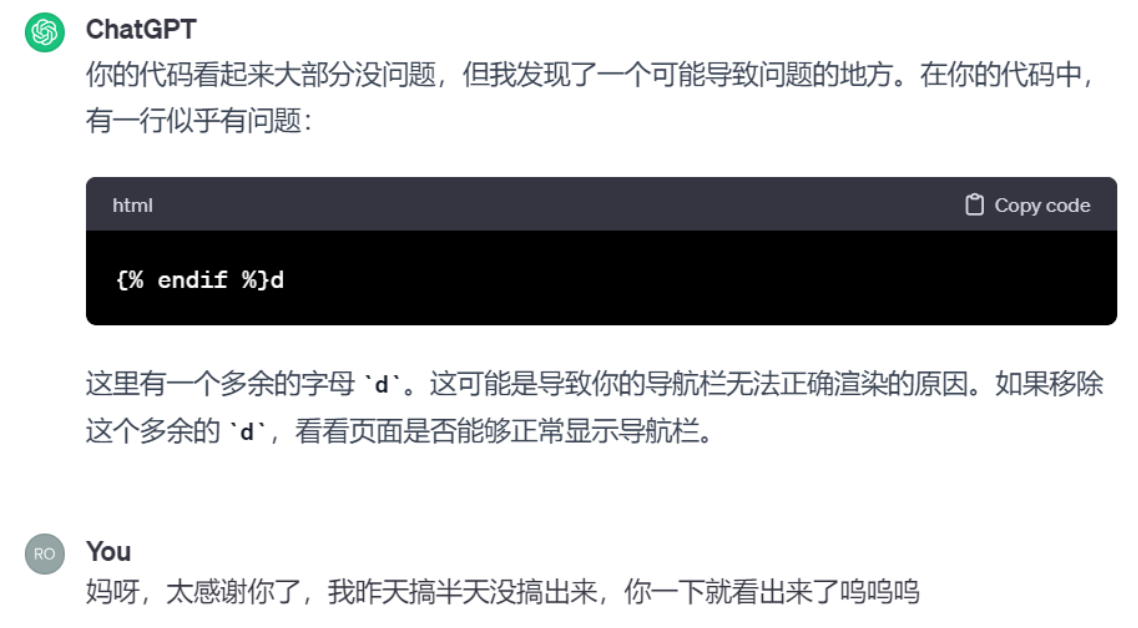 ChatGPT
你的代码看起来大部分没问题，但我发现了一个可能导致问题的地方。在你的代码中，
有一行似乎有问题：
html
Copy code
{% endif %}d
这里有一个多余的字母 `d`。这可能是导致你的导航栏无法正确渲染的原因。如果移除
这个多余的 `d`，看看页面是否能够正常显示导航栏。
RO
You
妈呀，太感谢你了，我昨天搞半天没搞出来，你一下就看出来了呜呜呜